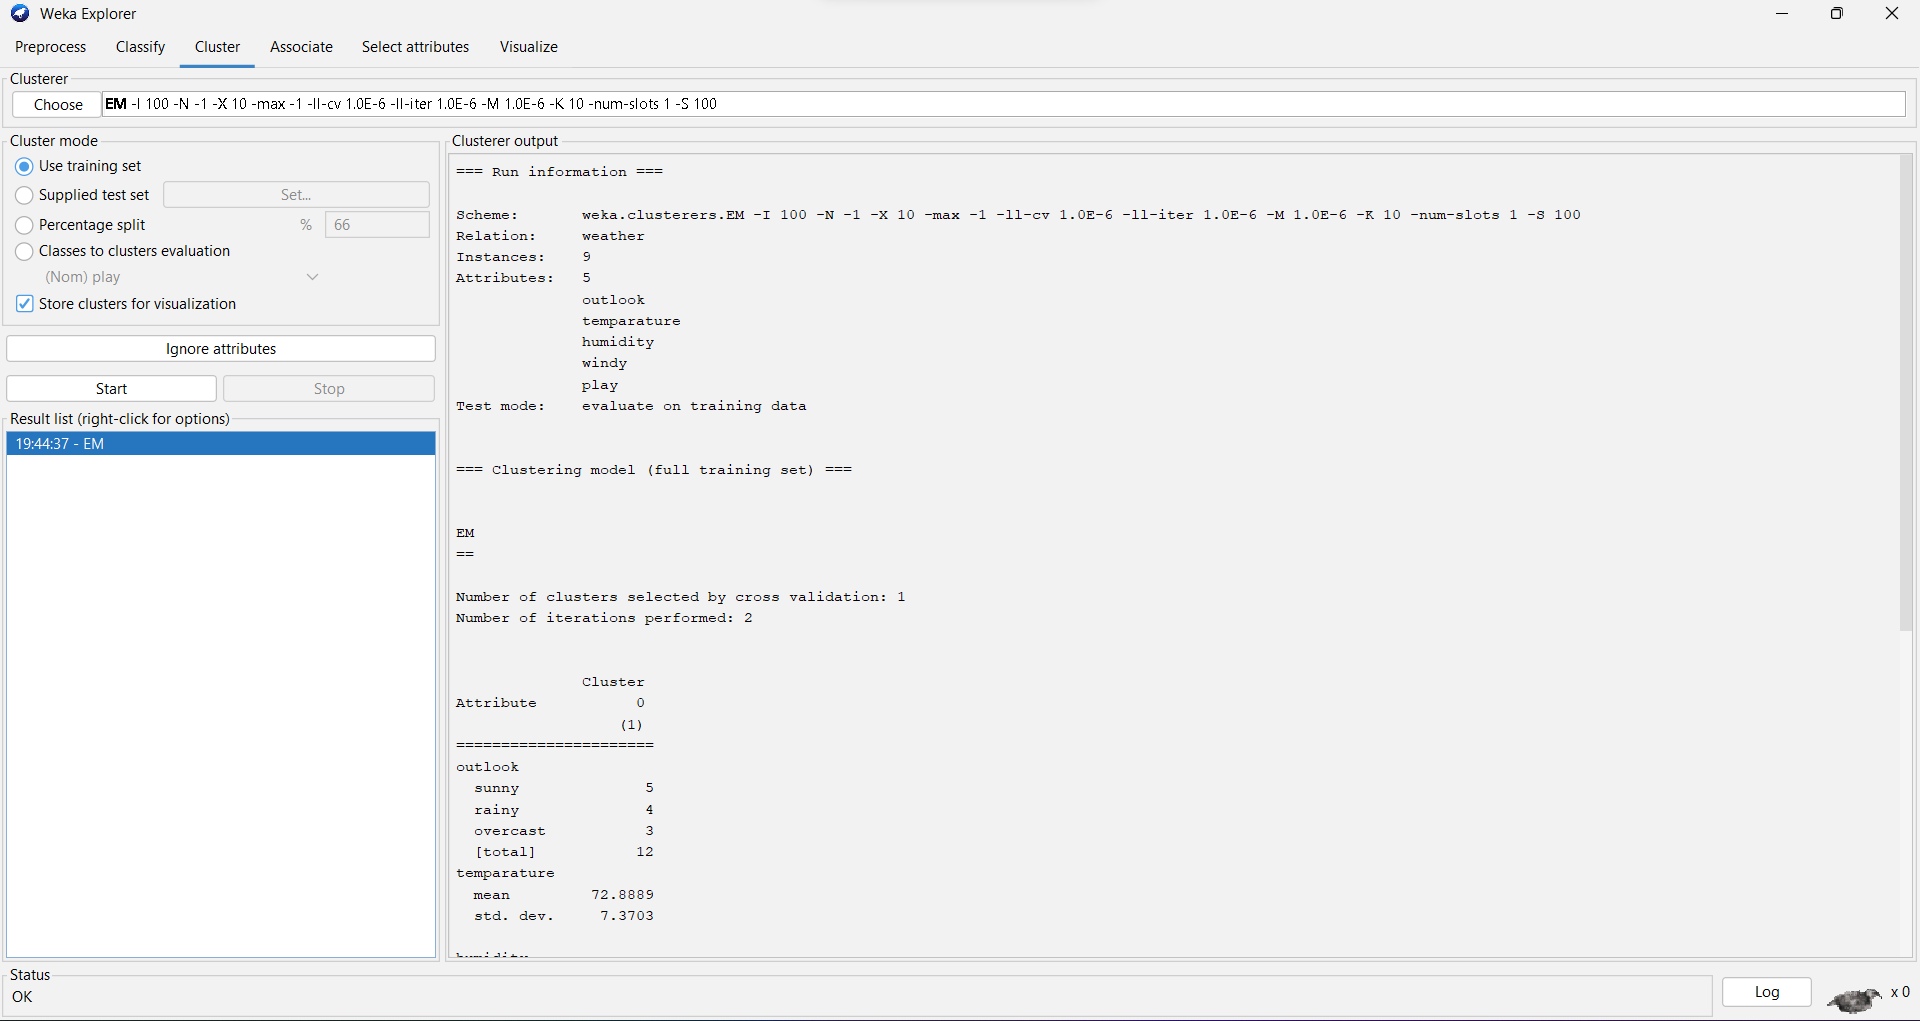 Weka Explorer
Preprocess Classify Cluster Associate Select attributes Visualize
Clusterer
Choose EM -I 100 -N -1 -X 10 -max -1 -ll-cv 1.0E-6 -ll-iter 1.0E-6 -M 1.0E-6 -K 10 -num-slots 1 -S 100
Cluster mode
Use training set
Supplied test set Set...
Percentage split % 66
Classes to clusters evaluation
(Nom) play
Store clusters for visualization
Ignore attributes
Start Stop
Result list (right-click for options)
19:44:37 - EM
Clusterer output
=== Run information ===
Scheme: weka.clusterers.EM -I 100 -N -1 -X 10 -max -1 -ll-cv 1.0E-6 -ll-iter 1.0E-6 -M 1.0E-6 -K 10 -num-slots 1 -S 100
Relation: weather
Instances: 9
Attributes: 5
outlook
temparature
humidity
windy
play
Test mode: evaluate on training data
=== Clustering model (full training set) ===
EM
==
Number of clusters selected by cross validation: 1
Number of iterations performed: 2
Cluster
Attribute 0
(1)
======================
outlook
sunny 5
rainy 4
overcast 3
[total] 12
temparature
mean 72.8889
std. dev. 7.3703
humidity
Status
OK
Log x 0